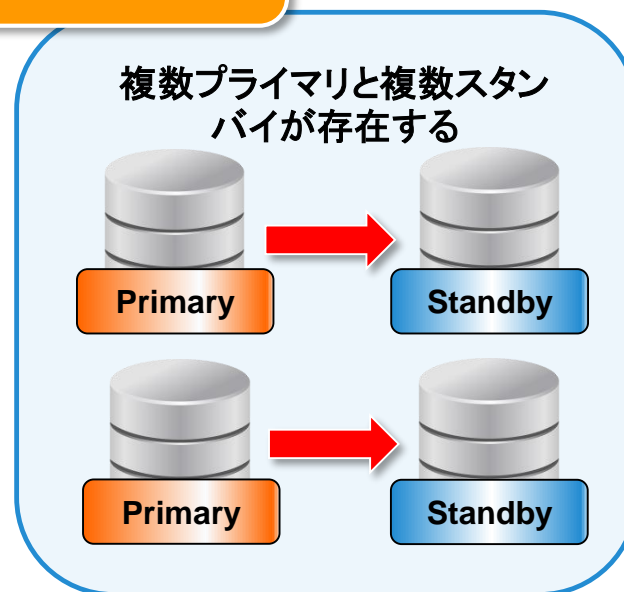 複数プライマリと複数スタン
バイが存在する
Primary
Standby
Primary
Standby